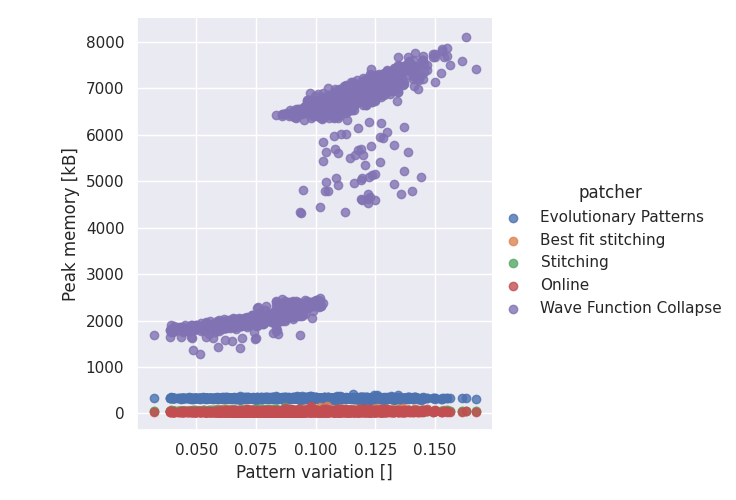 8000
7000
6000
5000
4000
3000
2000
1000
0
Peak memory [kB]
0.050 0.075 0.100 0.125 0.150
Pattern variation []
patcher
Evolutionary Patterns
Best fit stitching
Stitching
Online
Wave Function Collapse